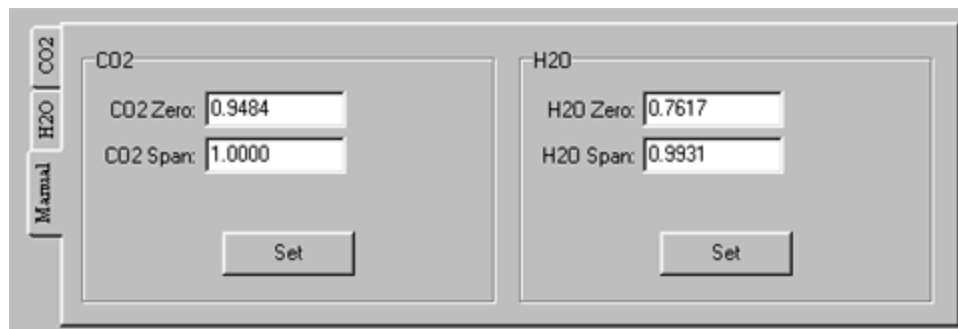 CO2
H2O
Manual
CO2
CO2 Zero: 0.9484
CO2 Span: 1.0000
Set
H2O
H2O Zero: 0.7617
H2O Span: 0.9931
Set